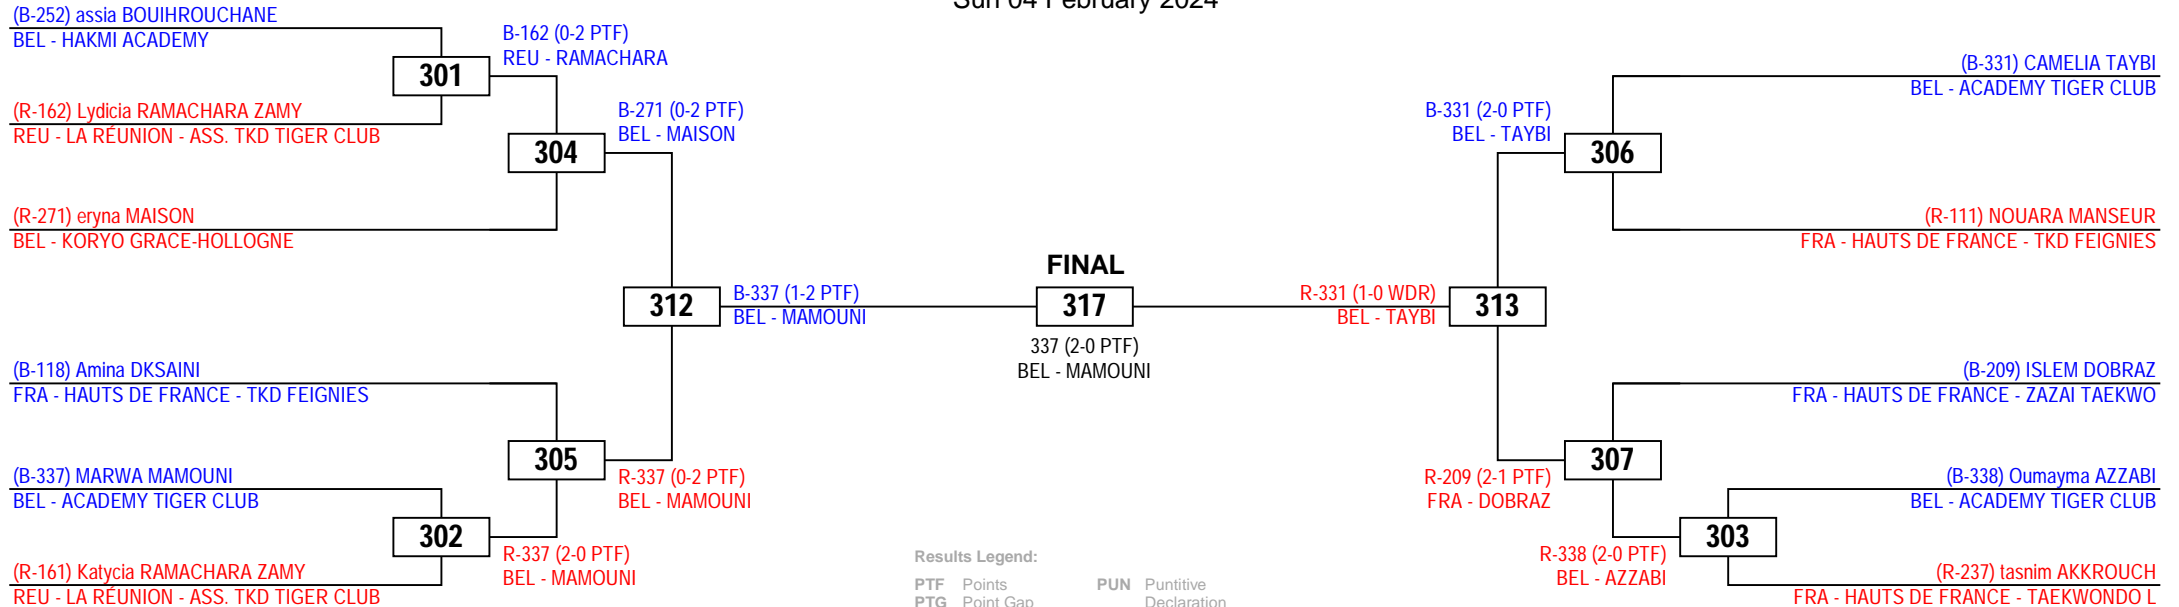 Sun 04 February 2024
(B-252) assia BOUIHROUCHANE
BEL - HAKMI ACADEMY
301
B-162 (0-2 PTF)
REU - RAMACHARA
(R-162) Lydicia RAMACHARA ZAMY
REU - LA RÉUNION - ASS. TKD TIGER CLUB
304
B-271 (0-2 PTF)
BEL - MAISON
(R-271) eryna MAISON
BEL - KORYO GRACE-HOLLOGNE
312
B-337 (1-2 PTF)
BEL - MAMOUNI
(B-118) Amina DKSAINI
FRA - HAUTS DE FRANCE - TKD FEIGNIES
305
R-337 (0-2 PTF)
BEL - MAMOUNI
(B-337) MARWA MAMOUNI
BEL - ACADEMY TIGER CLUB
302
R-337 (2-0 PTF)
BEL - MAMOUNI
(R-161) Katycia RAMACHARA ZAMY
REU - LA RÉUNION - ASS. TKD TIGER CLUB
FINAL
317
337 (2-0 PTF)
BEL - MAMOUNI
(B-331) CAMELIA TAYBI
BEL - ACADEMY TIGER CLUB
B-331 (2-0 PTF)
BEL - TAYBI
306
(R-111) NOUARA MANSEUR
FRA - HAUTS DE FRANCE - TKD FEIGNIES
R-331 (1-0 WDR)
BEL - TAYBI
313
(B-209) ISLEM DOBRAZ
FRA - HAUTS DE FRANCE - ZAZAI TAEKWO
307
R-209 (2-1 PTF)
FRA - DOBRAZ
(B-338) Oumayma AZZABI
BEL - ACADEMY TIGER CLUB
303
R-338 (2-0 PTF)
BEL - AZZABI
(R-237) tasnim AKKROUCH
FRA - HAUTS DE FRANCE - TAEKWONDO L
Results Legend:
PTF Points
PUN Puntitive
PTG Point Gap
Declaration